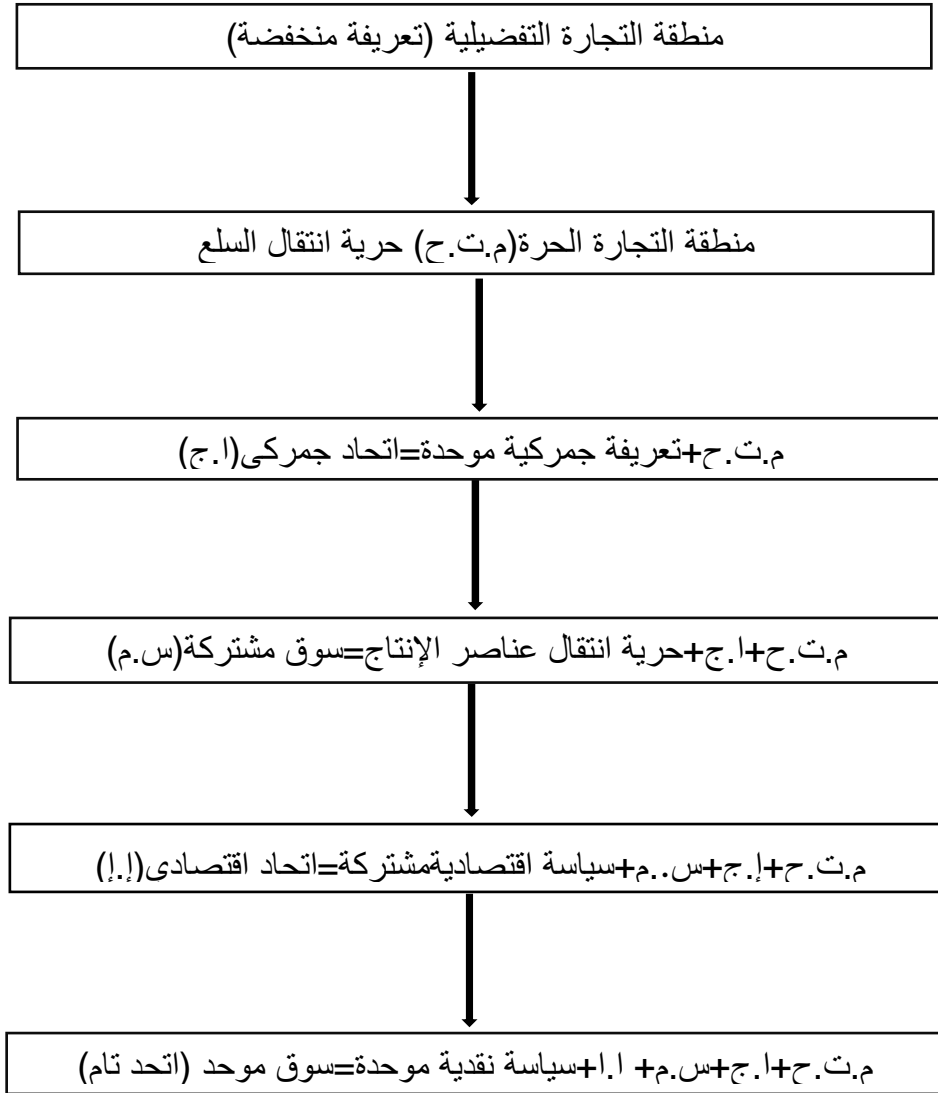 منطقة التجارة التفضيلية (تعريفة منخفضة)
منطقة التجارة الحرة(م.ت.ح) حرية انتقال السلع
م.ت.ح+تعريفة جمركية موحدة=اتحاد جمركى(ا.ج)
م.ت.ح+ا.ج+حرية انتقال عناصر الإنتاج=سوق مشتركة(س.م)
م.ت.ح+إ.ج+س..م+سياسة اقتصاديةمشتركة=اتحاد اقتصادى(إ.إ)
م.ت.ح+ا.ج+س.م+ ا.ا+سياسة نقدية موحدة=سوق موحد (اتحد تام)